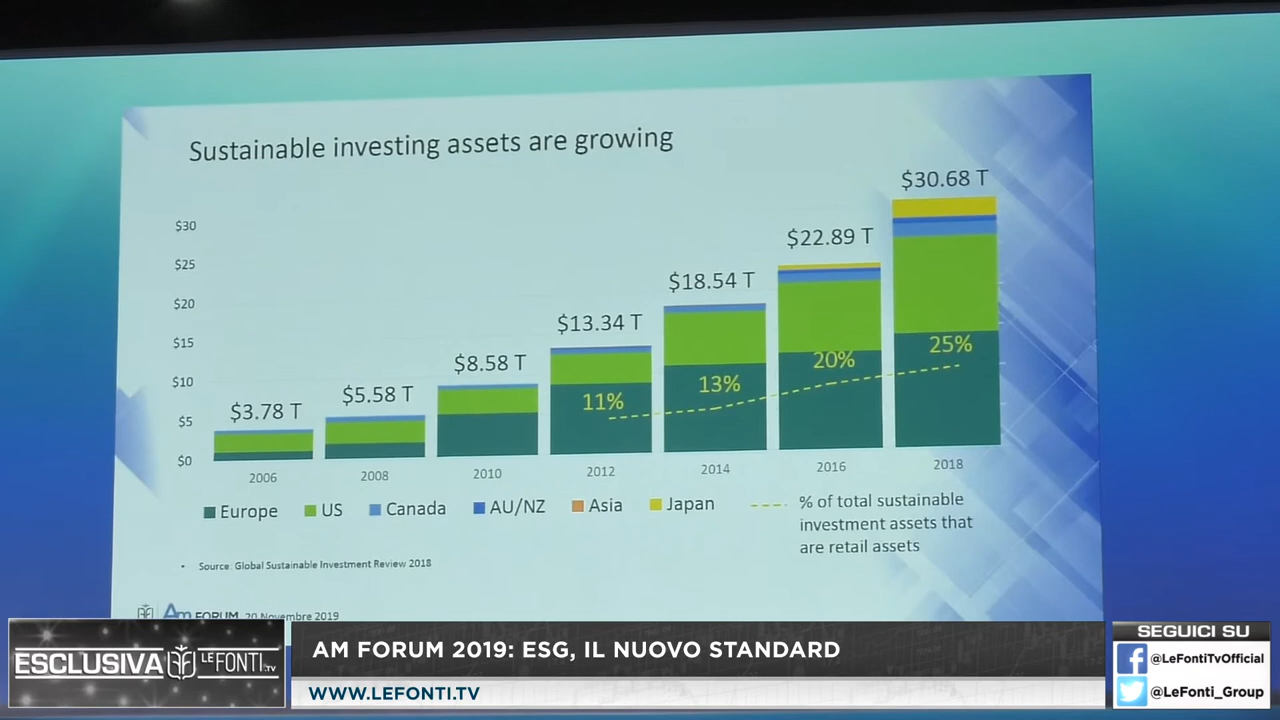 Sustainable investing assets are growing
$30
$25
$20
$15
$10
$5
$0
$3.78 T
$5.58 T
$8.58 T
$13.34 T
$18.54 T
$22.89 T
$30.68 T
11%
13%
20%
25%
2006
2008
2010
2012
2014
2016
2018
Europe
US
Canada
AU/NZ
Asia
Japan
% of total sustainable
investment assets that
are retail assets
• Source: Global Sustainable Investment Review 2018
Am FORUM 20 Novembre 2019
ESCLUSIVA LE FONTI.TV
AM FORUM 2019: ESG, IL NUOVO STANDARD
WWW.LEFONTI.TV
SEGUICI SU
@LeFontiTvOfficial
@LeFonti_Group